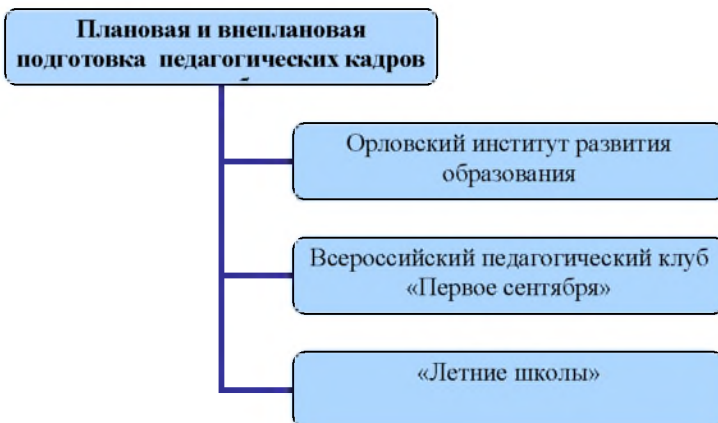 Плановая и внеплановая
подготовка педагогических кадров
Орловский институт развития
образования
Всероссийский педагогический клуб
«Первое сентября»
«Летние школы»